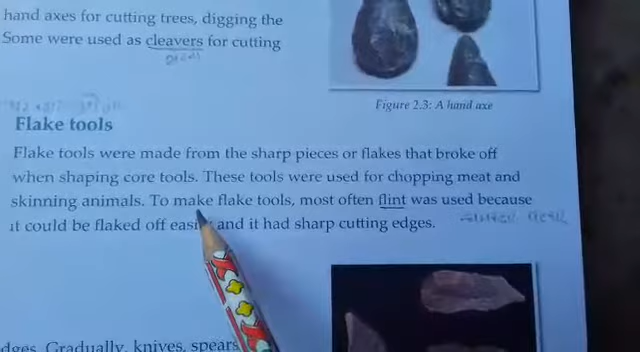 hand axes for cutting trees, digging the
Some were used as cleavers for cutting
Figure 2.3: A hand axe
Flake tools
Flake tools were made from the sharp pieces or flakes that broke off
when shaping core tools. These tools were used for chopping meat and
skinning animals. To make flake tools, most often flint was used because
it could be flaked off easi and it had sharp cutting edges.
dges. Gradually, knives, spears